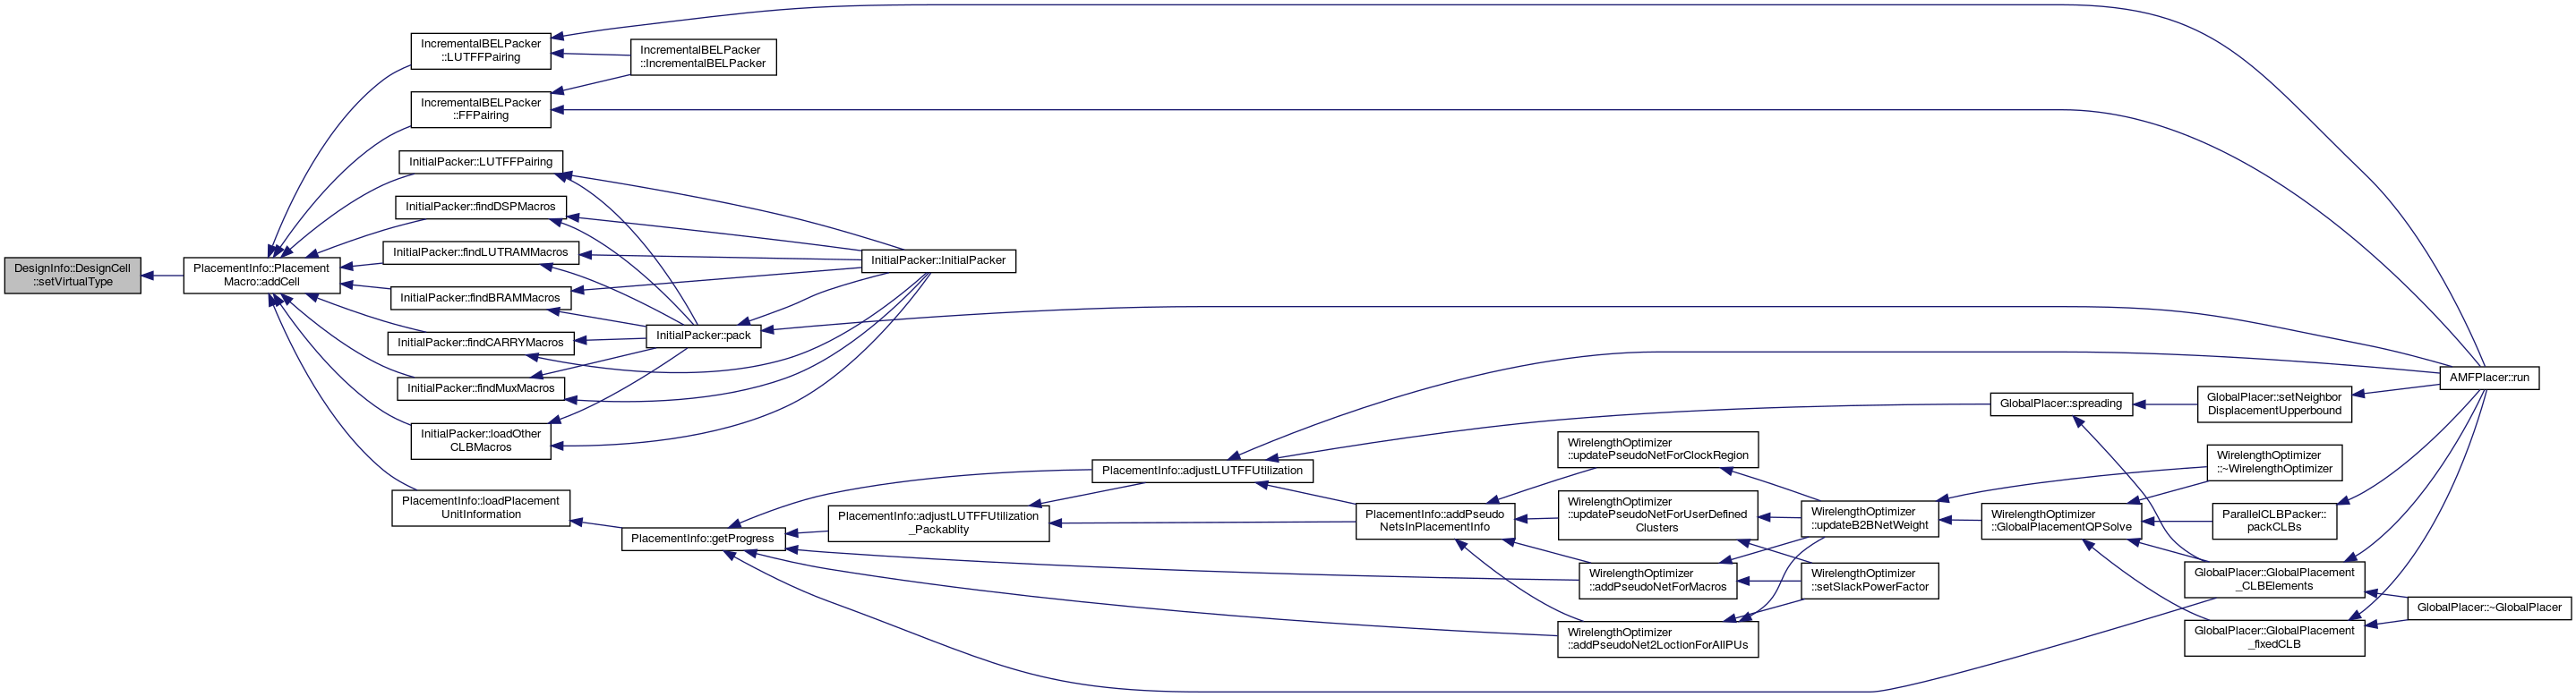 DesignInfo::DesignCell
::setVirtualType
PlacementInfo::Placement
Macro::addCell
IncrementalBELPacker
::LUTFFPairing
IncrementalBELPacker
::FFPairing
InitialPacker::LUTFFPairing
InitialPacker::findDSPMacros
InitialPacker::findLUTRAMMacros
InitialPacker::findBRAMMacros
InitialPacker::findCARRYMacros
InitialPacker::findMuxMacros
InitialPacker::loadOther
CLBMacros
PlacementInfo::loadPlacement
UnitInformation
IncrementalBELPacker
::IncrementalBELPacker
InitialPacker::pack
PlacementInfo::getProgress
InitialPacker::InitialPacker
PlacementInfo::adjustLUTFFUtilization
_Packablity
PlacementInfo::adjustLUTFFUtilization
PlacementInfo::addPseudo
NetsInPlacementInfo
WirelengthOptimizer
::updatePseudoNetForClockRegion
WirelengthOptimizer
::updatePseudoNetForUserDefined
Clusters
WirelengthOptimizer
::addPseudoNetForMacros
WirelengthOptimizer
::addPseudoNet2LoctionForAllPUs
WirelengthOptimizer
::updateB2BNetWeight
WirelengthOptimizer
::setSlackPowerFactor
GlobalPlacer::spreading
WirelengthOptimizer
::GlobalPlacementQPSolve
GlobalPlacer::setNeighbor
DisplacementUpperbound
WirelengthOptimizer
::~WirelengthOptimizer
ParallelCLBPacker::
packCLBs
GlobalPlacer::GlobalPlacement
_CLBElements
GlobalPlacer::GlobalPlacement
_fixedCLB
AMFPlacer::run
GlobalPlacer::~GlobalPlacer